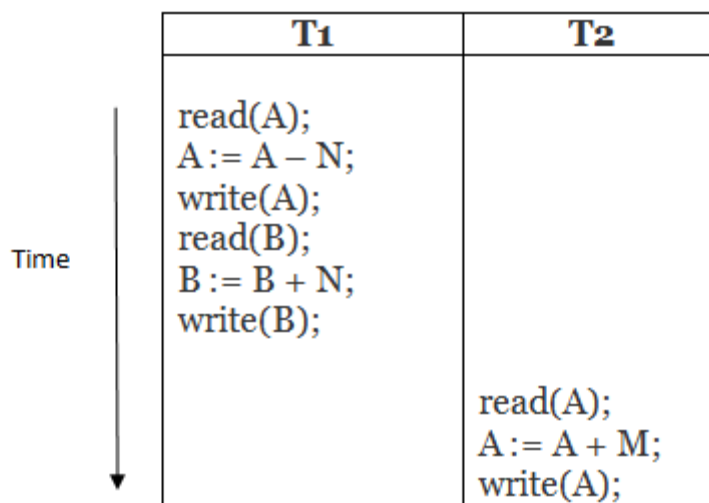 T1 T2
read(A);
A := A – N;
write(A);
read(B);
Time
B := B + N;
write(B);
read(A);
A := A + M;
write(A);